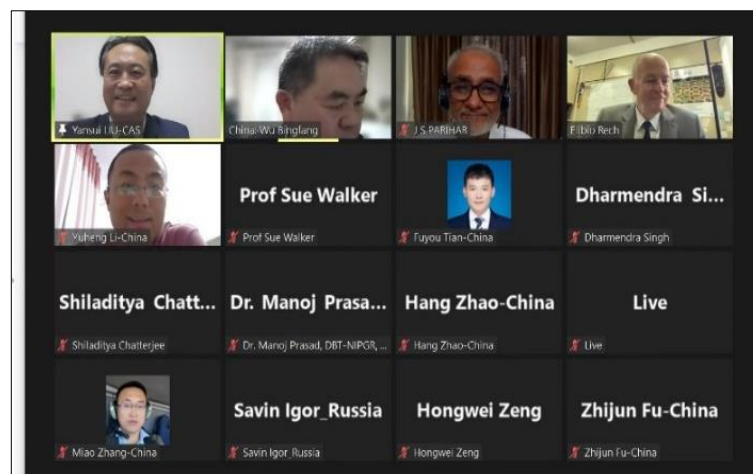 Yansui LIU-CAS
China-Wu Bingfang
J S PARIHAR
Elibio Rech
Yuheng Li-China
Prof Sue Walker
Prof Sue Walker
Fuyou Tian-China
Dharmendra Si...
Dharmendra Singh
Shiladitya Chatt...
Shiladitya Chatterjee
Dr. Manoj Prasa...
Dr. Manoj Prasad, DBT-NIPGR, ...
Hang Zhao-China
Hang Zhao-China
Live
Live
Miao Zhang-China
Savin Igor_Russia
Savin Igor_Russia
Hongwei Zeng
Hongwei Zeng
Zhijun Fu-China
Zhijun Fu-China